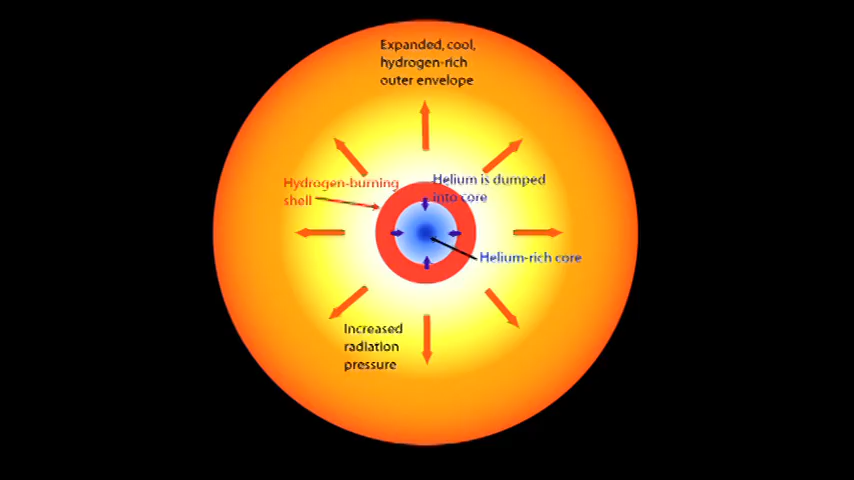 Expanded, cool,
hydrogen-rich
outer envelope
Hydrogen-burning
shell
Helium is dumped
into core
Helium-rich core
Increased
radiation
pressure